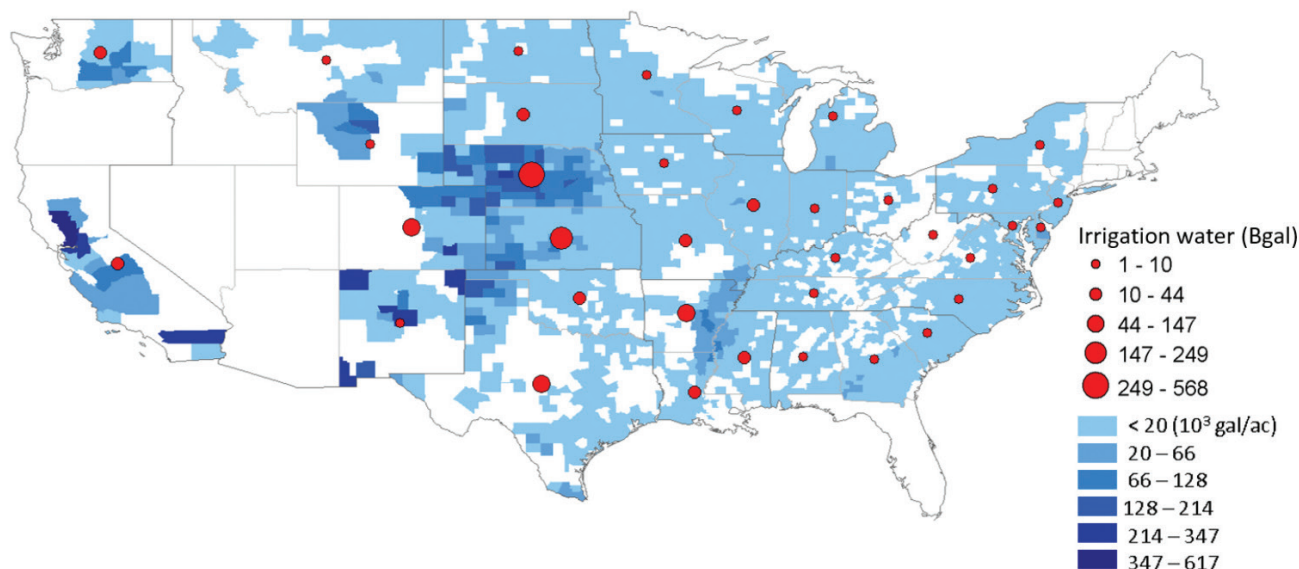 Irrigation water (Bgal)
1 - 10
10 - 44
44 - 147
147 - 249
249 - 568
< 20 (10³ gal/ac)
20 – 66
66 – 128
128 – 214
214 – 347
347 – 617